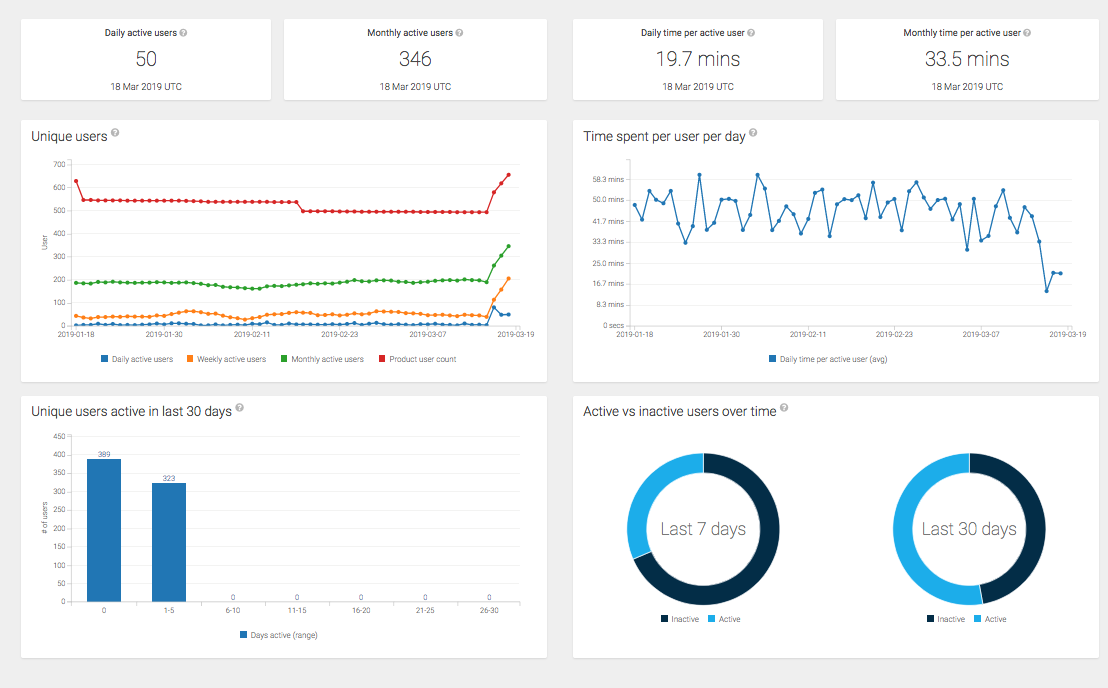 Daily active users ?
50
18 Mar 2019 UTC
Monthly active users ?
346
18 Mar 2019 UTC
Daily time per active user ?
19.7 mins
18 Mar 2019 UTC
Monthly time per active user ?
33.5 mins
18 Mar 2019 UTC
Unique users ?
700
600
500
400
300
200
100
0
User
2019-01-18 2019-01-30 2019-02-11 2019-02-23 2019-03-07 2019-03-19
Daily active users Weekly active users Monthly active users Product user count
Time spent per user per day ?
58.3 mins
50.0 mins
41.7 mins
33.3 mins
25.0 mins
16.7 mins
8.3 mins
0 secs
2019-01-18 2019-01-30 2019-02-11 2019-02-23 2019-03-07 2019-03-19
Daily time per active user (avg)
Unique users active in last 30 days ?
450
400
350
300
250
200
150
100
50
0
# of users
389 323 0 0 0 0 0
0 1-5 6-10 11-15 16-20 21-25 26-30
Days active (range)
Active vs inactive users over time ?
Last 7 days
Inactive Active
Last 30 days
Inactive Active